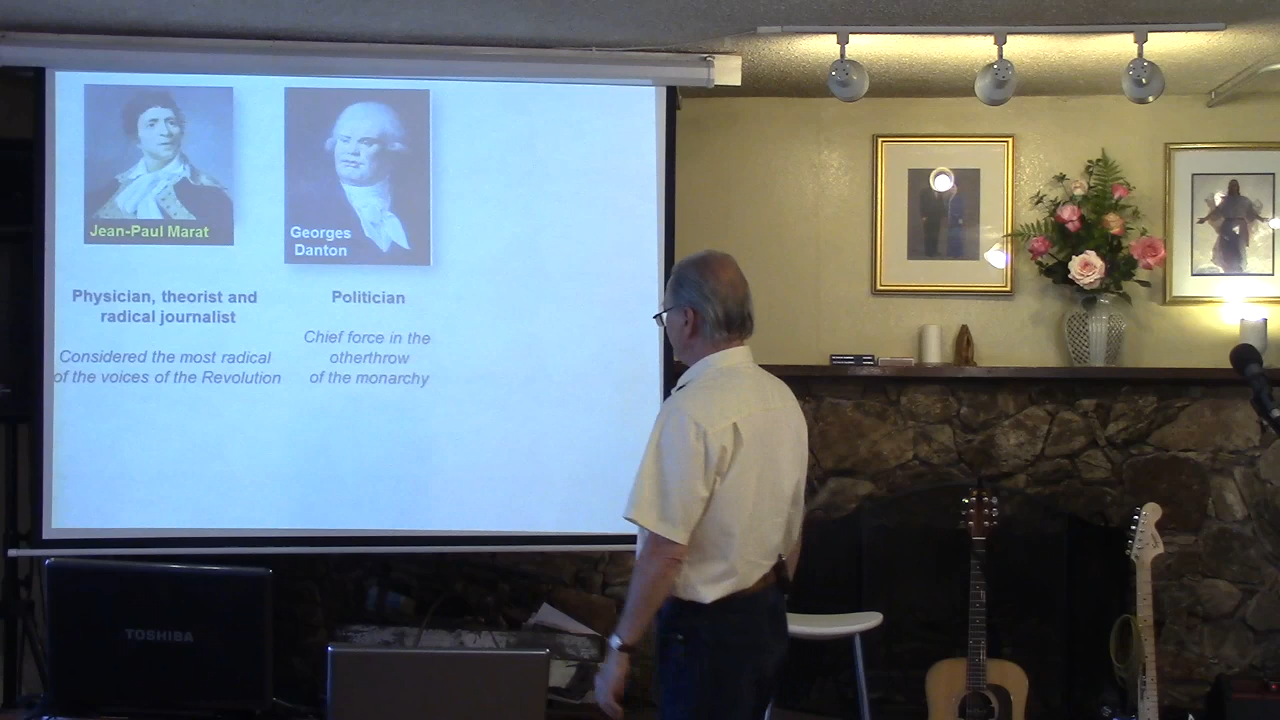 Jean-Paul Marat
Georges
Danton
Physician, theorist and
radical journalist
Considered the most radical
of the voices of the Revolution
Politician
Chief force in the
otherthrow
of the monarchy
TOSHIBA